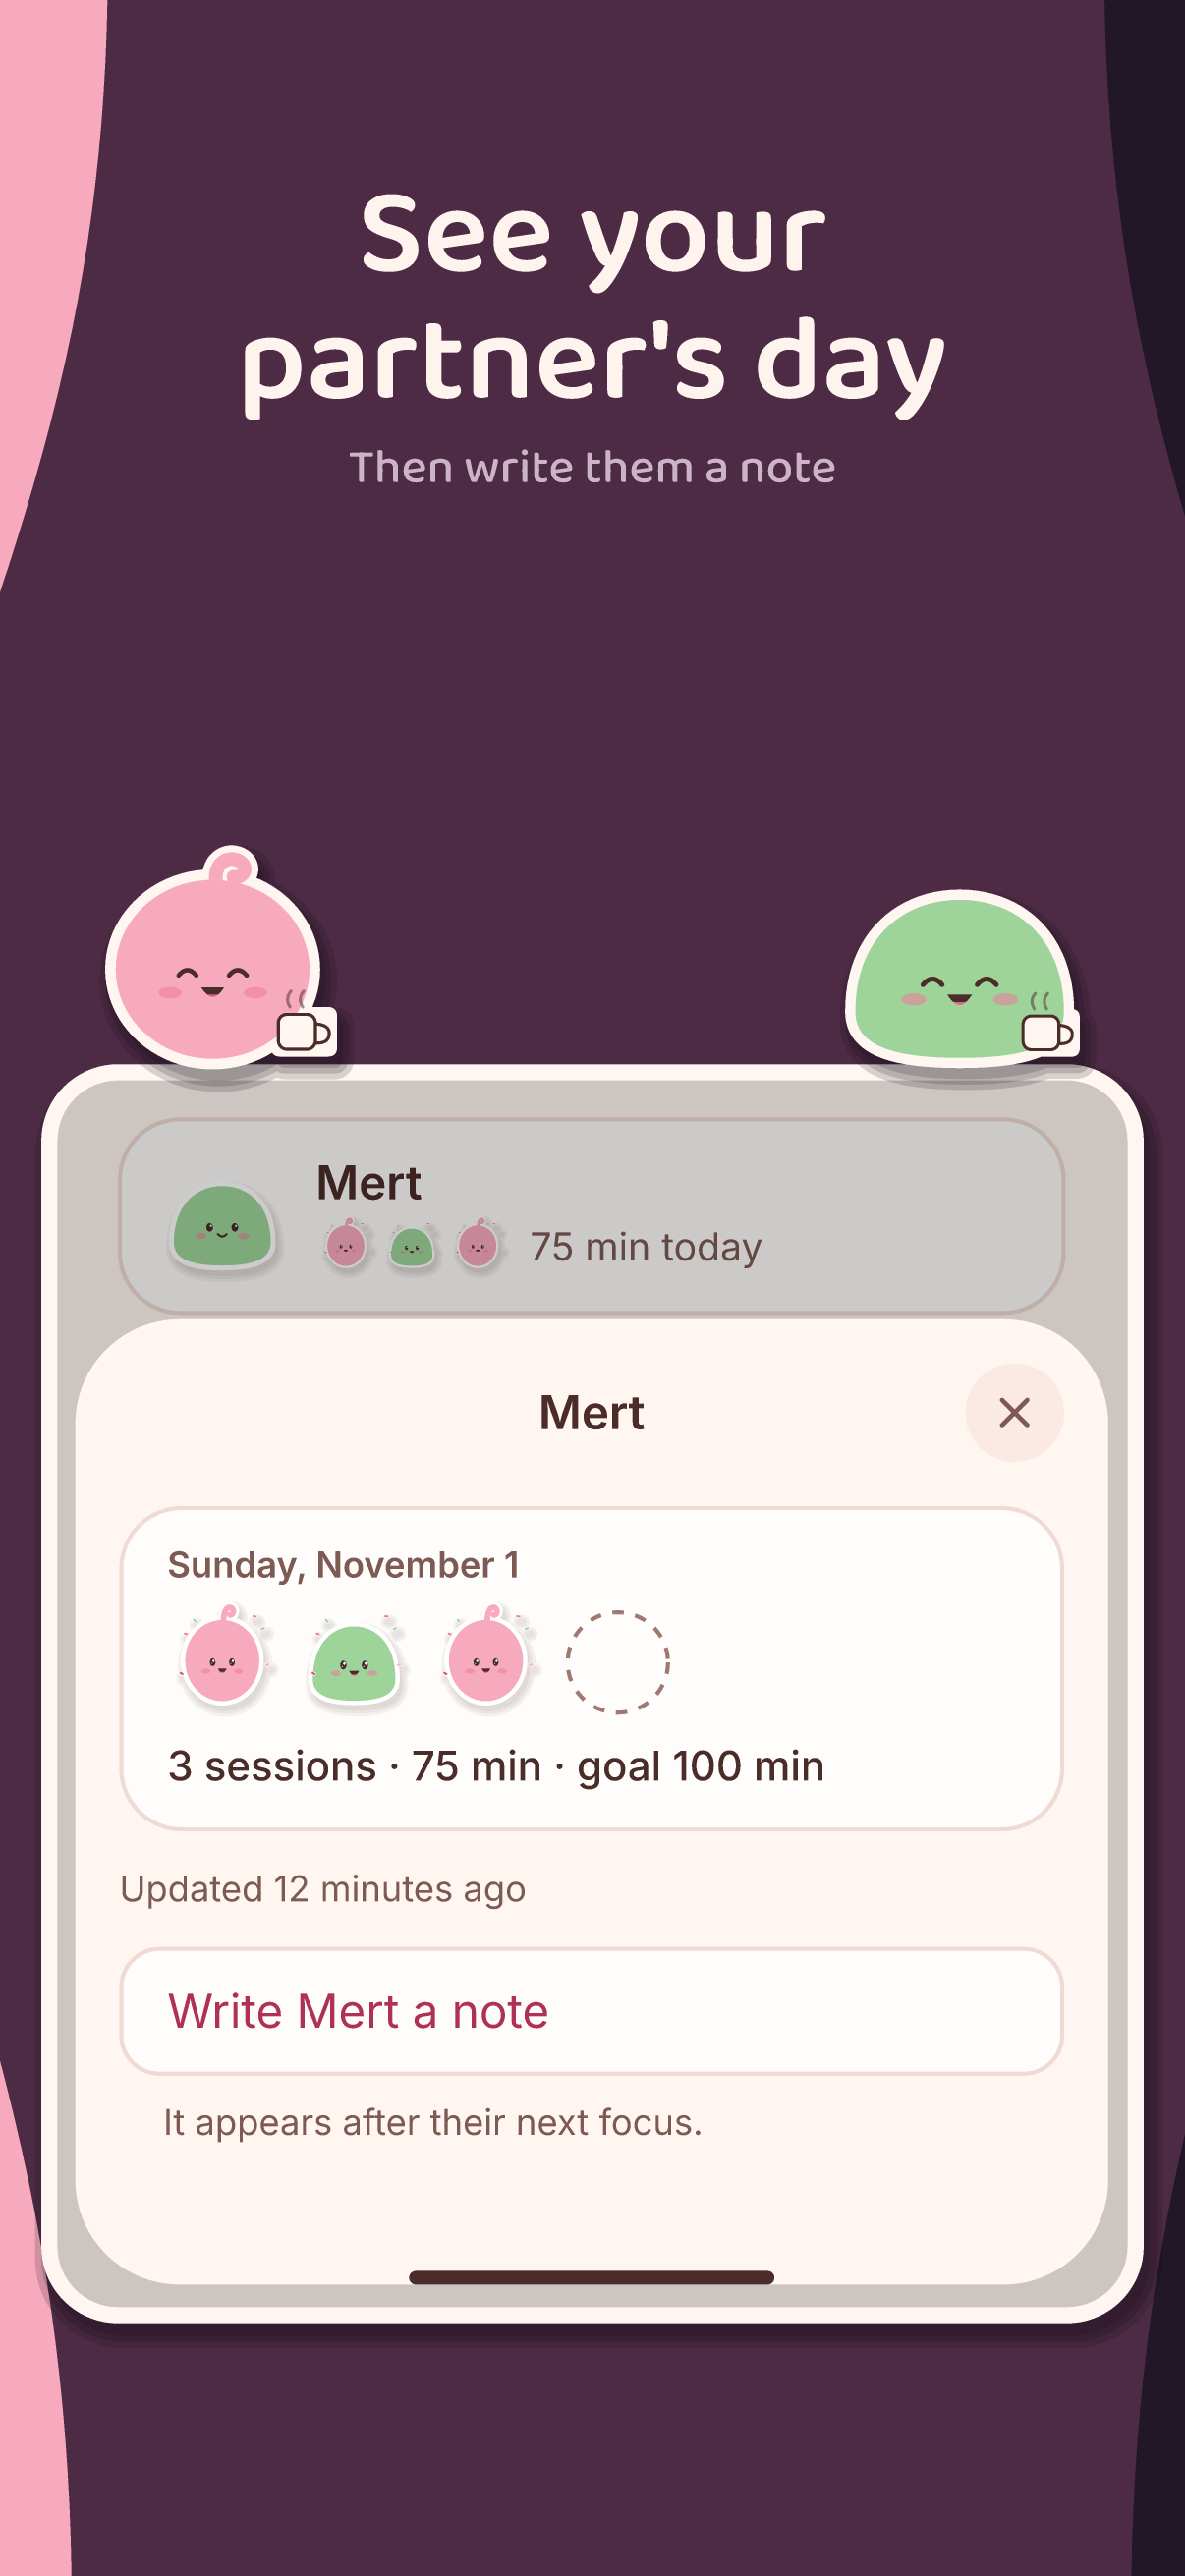 See your
partner's day
Then write them a note
Mert
75 min today
Mert
Sunday, November 1
3 sessions · 75 min · goal 100 min
Updated 12 minutes ago
Write Mert a note
It appears after their next focus.